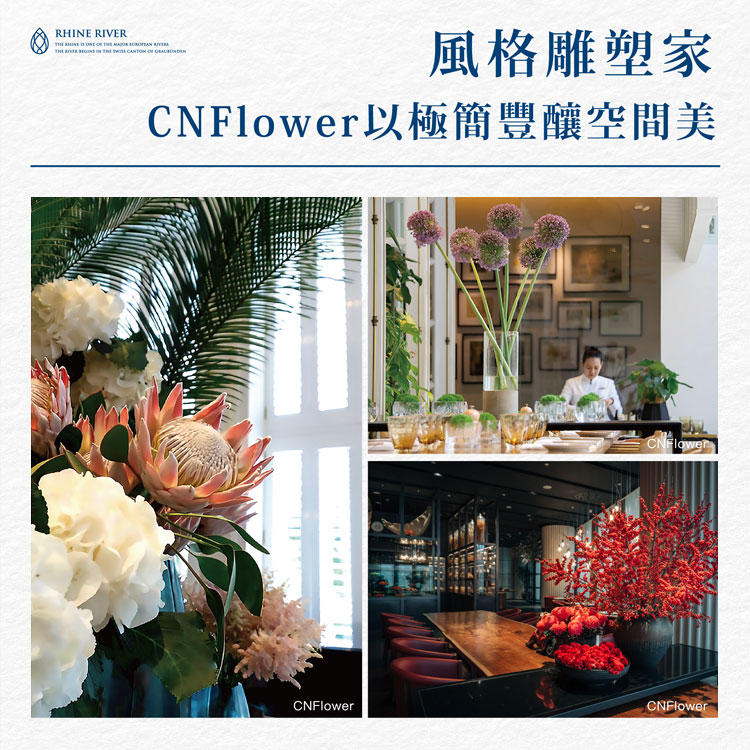 RHINE RIVER
THE RHINE IS ONE OF THE MAJOR EUROPEAN RIVERS,
THE RIVER BEGINS IN THE SWISS CANTON OF GRAUBÜNDEN
風格雕塑家
CNFlower以極簡豐釀空間美
CNFlower
CNFlower
CNFlower